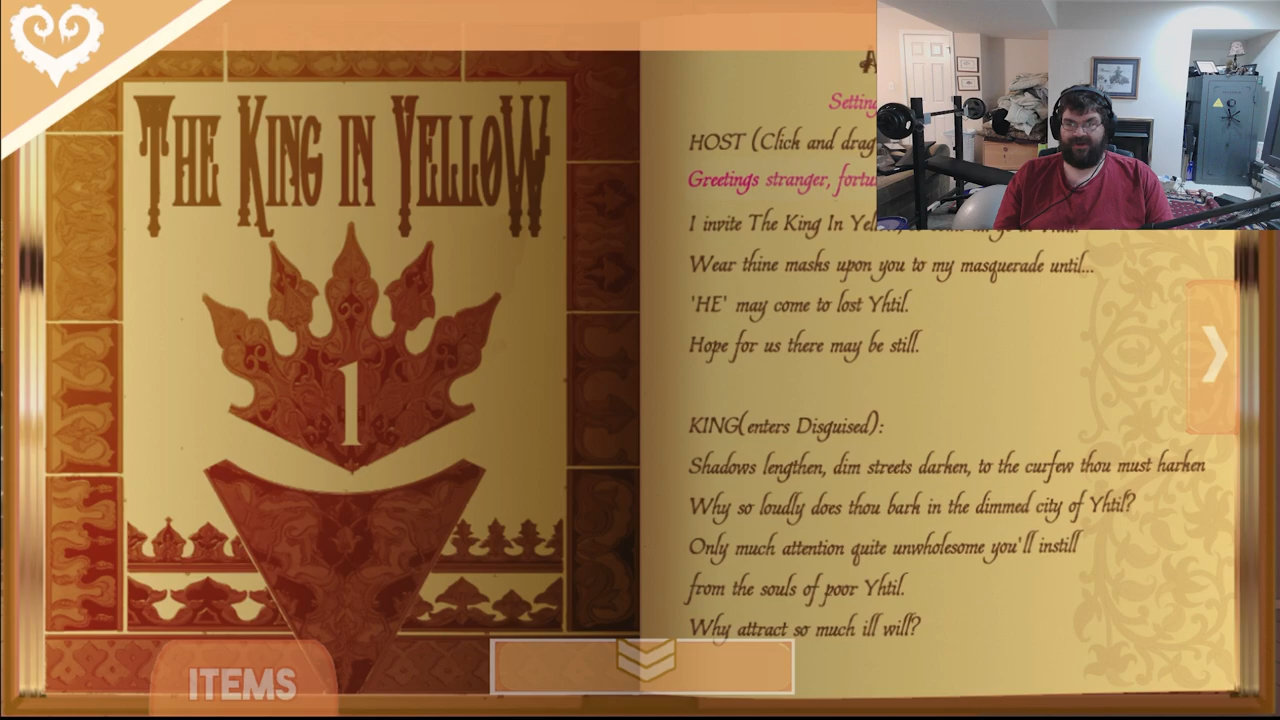 THE KING IN YELLOW
1
Setting
HOST (Click and drag
Greetings stranger, fortu
I invite The King In Yel
Wear thine masks upon you to my masquerade until...
'HE' may come to lost Yhtil.
Hope for us there may be still.
KING(enters Disguised):
Shadows lengthen, dim streets darken, to the curfew thou must harken
Why so loudly does thou bark in the dimmed city of Yhtil?
Only much attention quite unwholesome you'll instill
from the souls of poor Yhtil.
Why attract so much ill will?
ITEMS